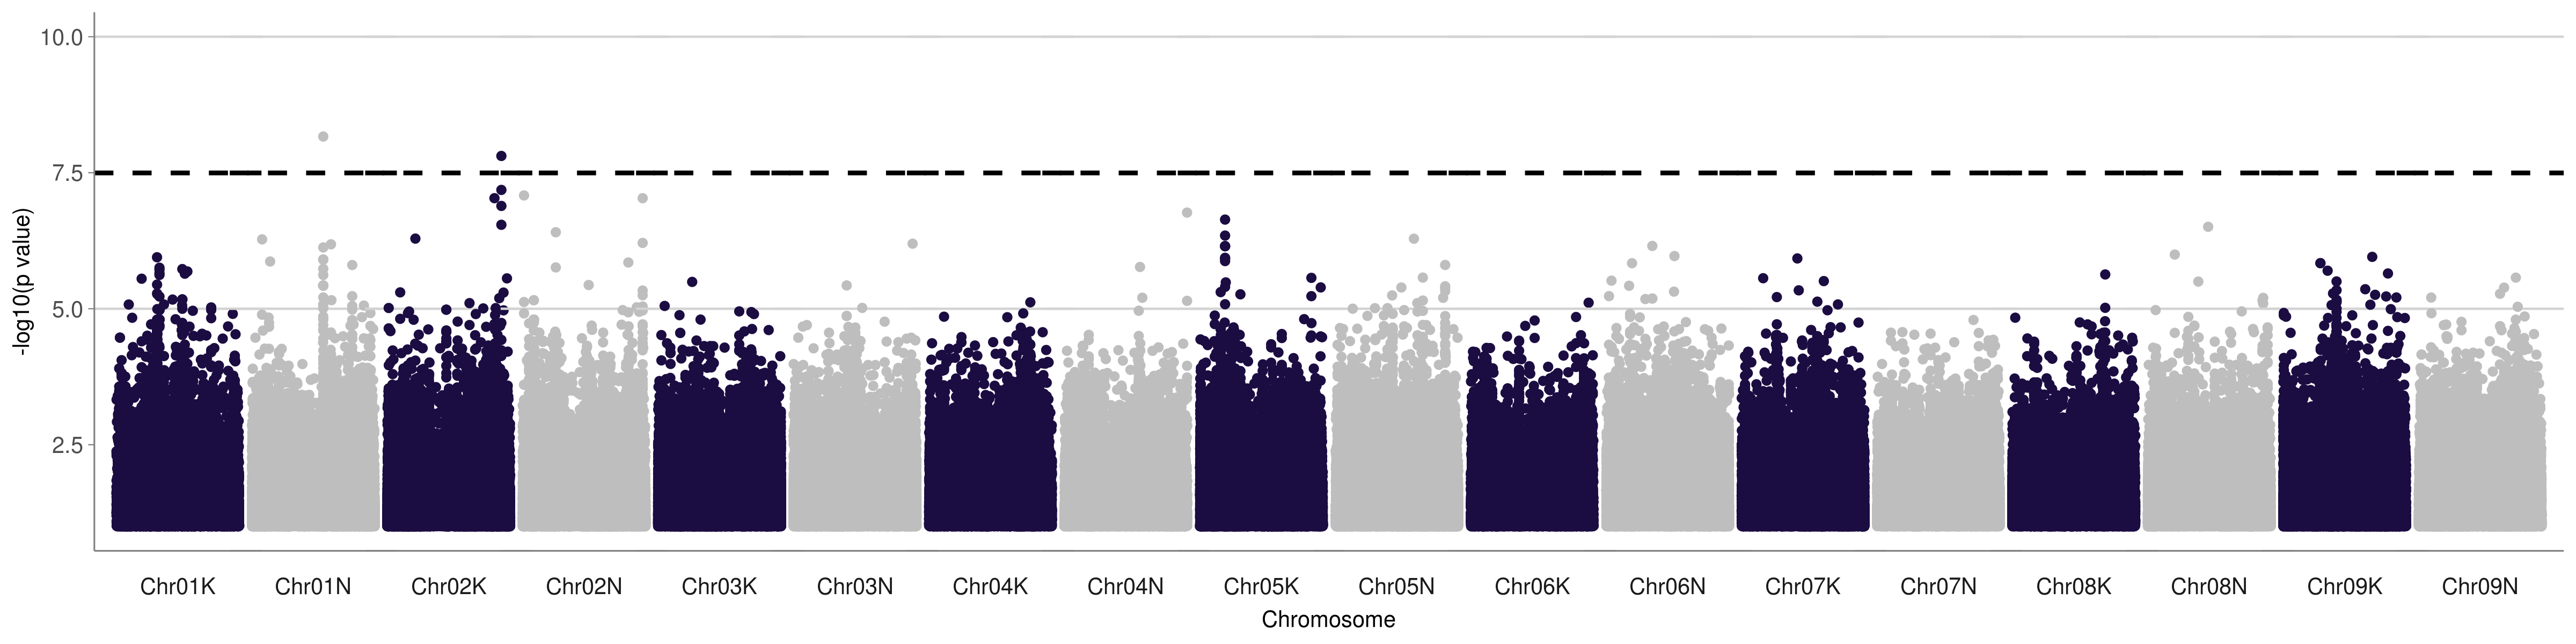 -log10(p value)
10.0
7.5
5.0
2.5
Chr01K Chr01N Chr02K Chr02N Chr03K Chr03N Chr04K Chr04N Chr05K Chr05N Chr06K Chr06N Chr07K Chr07N Chr08K Chr08N Chr09K Chr09N
Chromosome